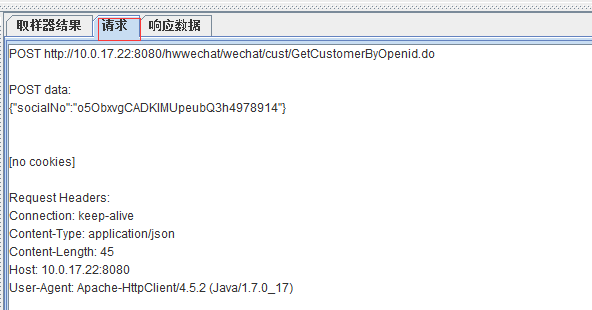 取样器结果 请求 响应数据
POST http://10.0.17.22:8080/hwwechat/wechat/cust/GetCustomerByOpenid.do
POST data:
{"socialNo":"o5ObxvgCADKlMUpeubQ3h4978914"}
[no cookies]
Request Headers:
Connection: keep-alive
Content-Type: application/json
Content-Length: 45
Host: 10.0.17.22:8080
User-Agent: Apache-HttpClient/4.5.2 (Java/1.7.0_17)